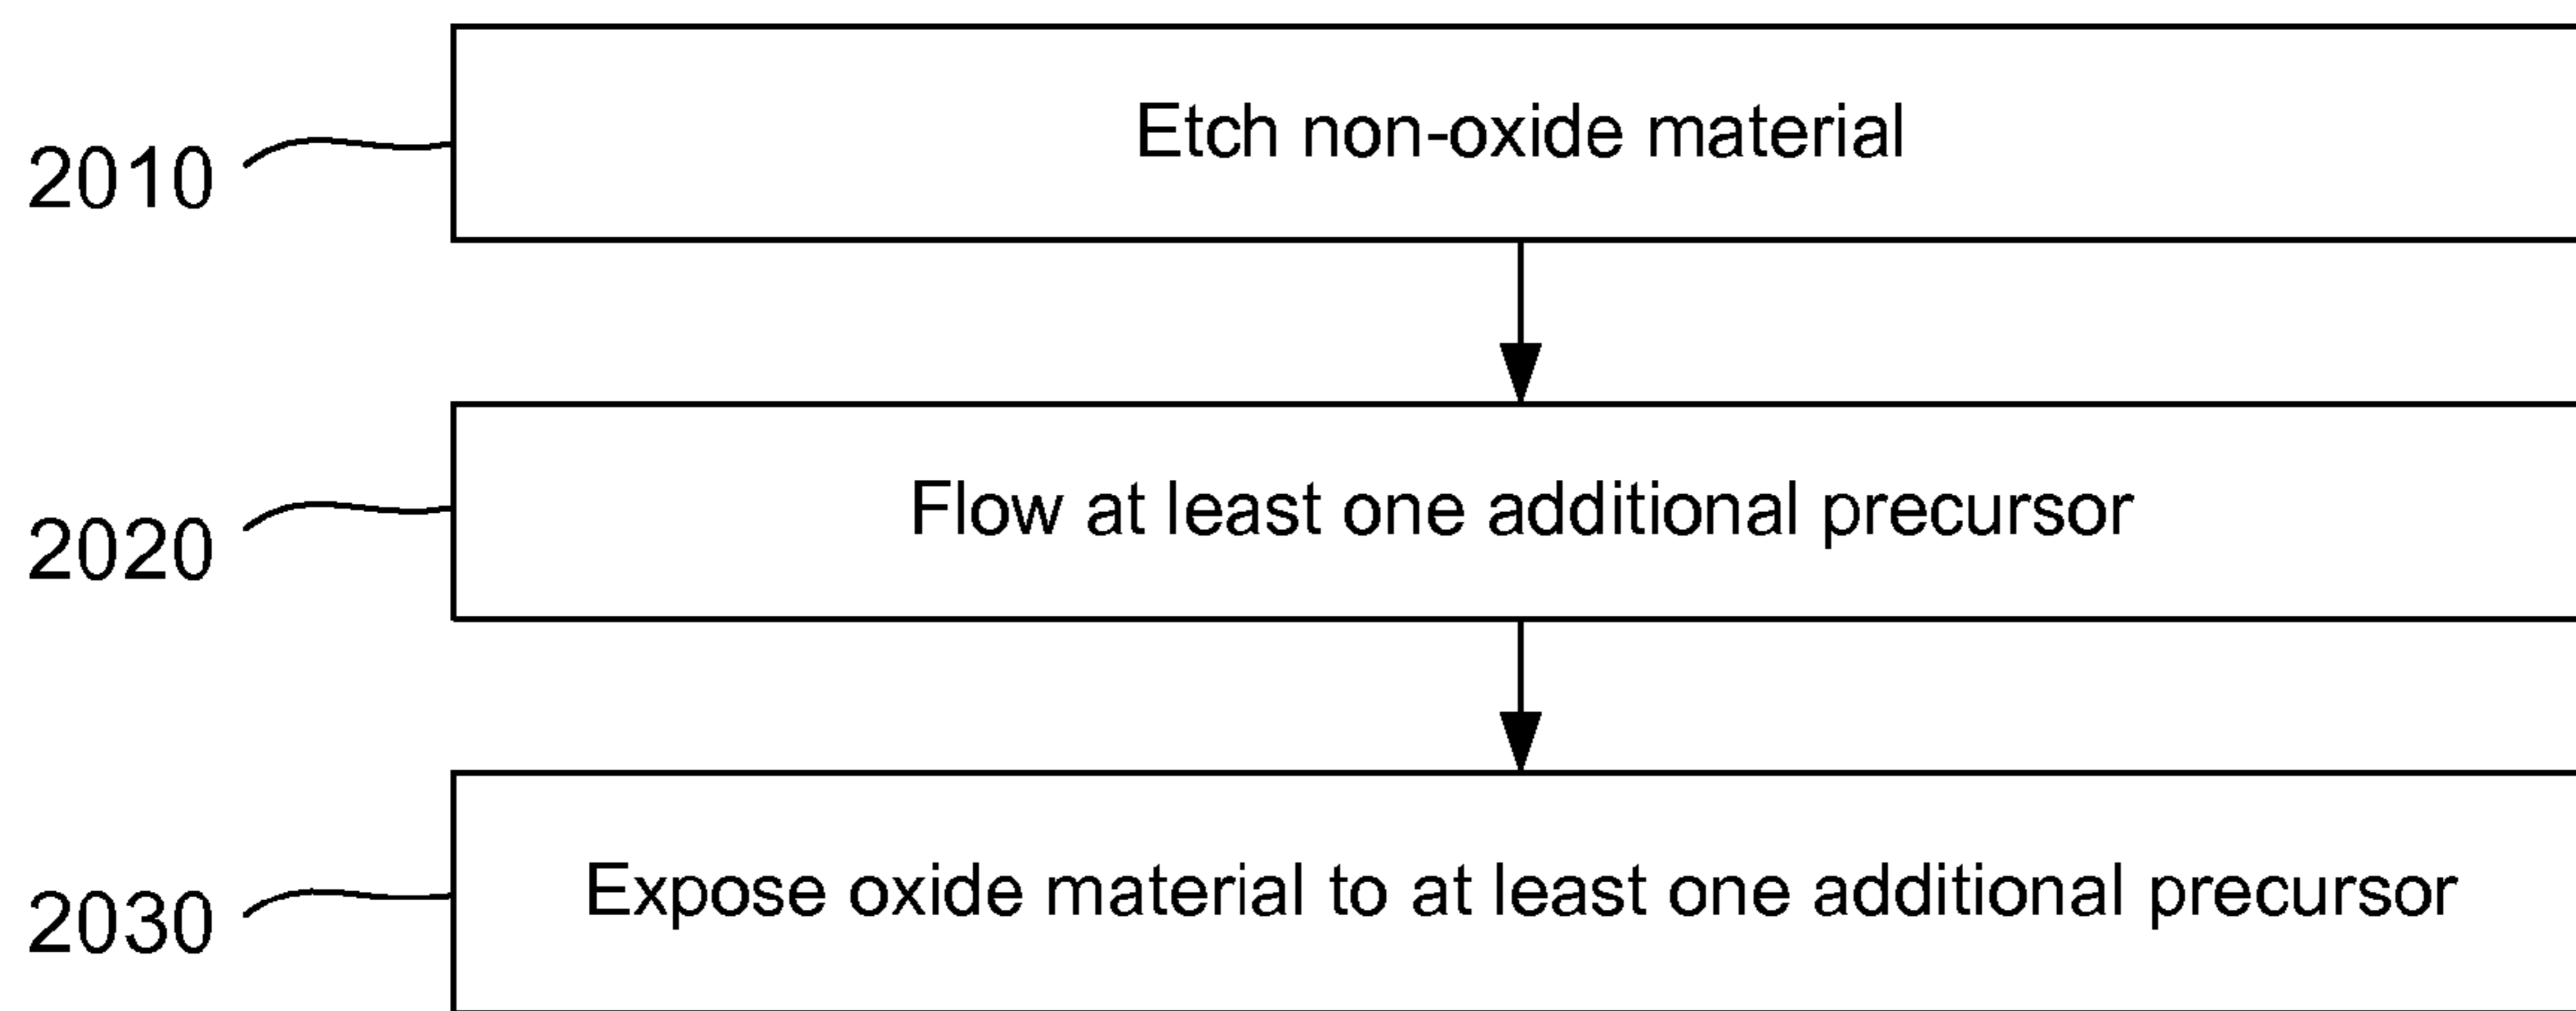 2010 Etch non-oxide material
2020 Flow at least one additional precursor
2030 Expose oxide material to at least one additional precursor